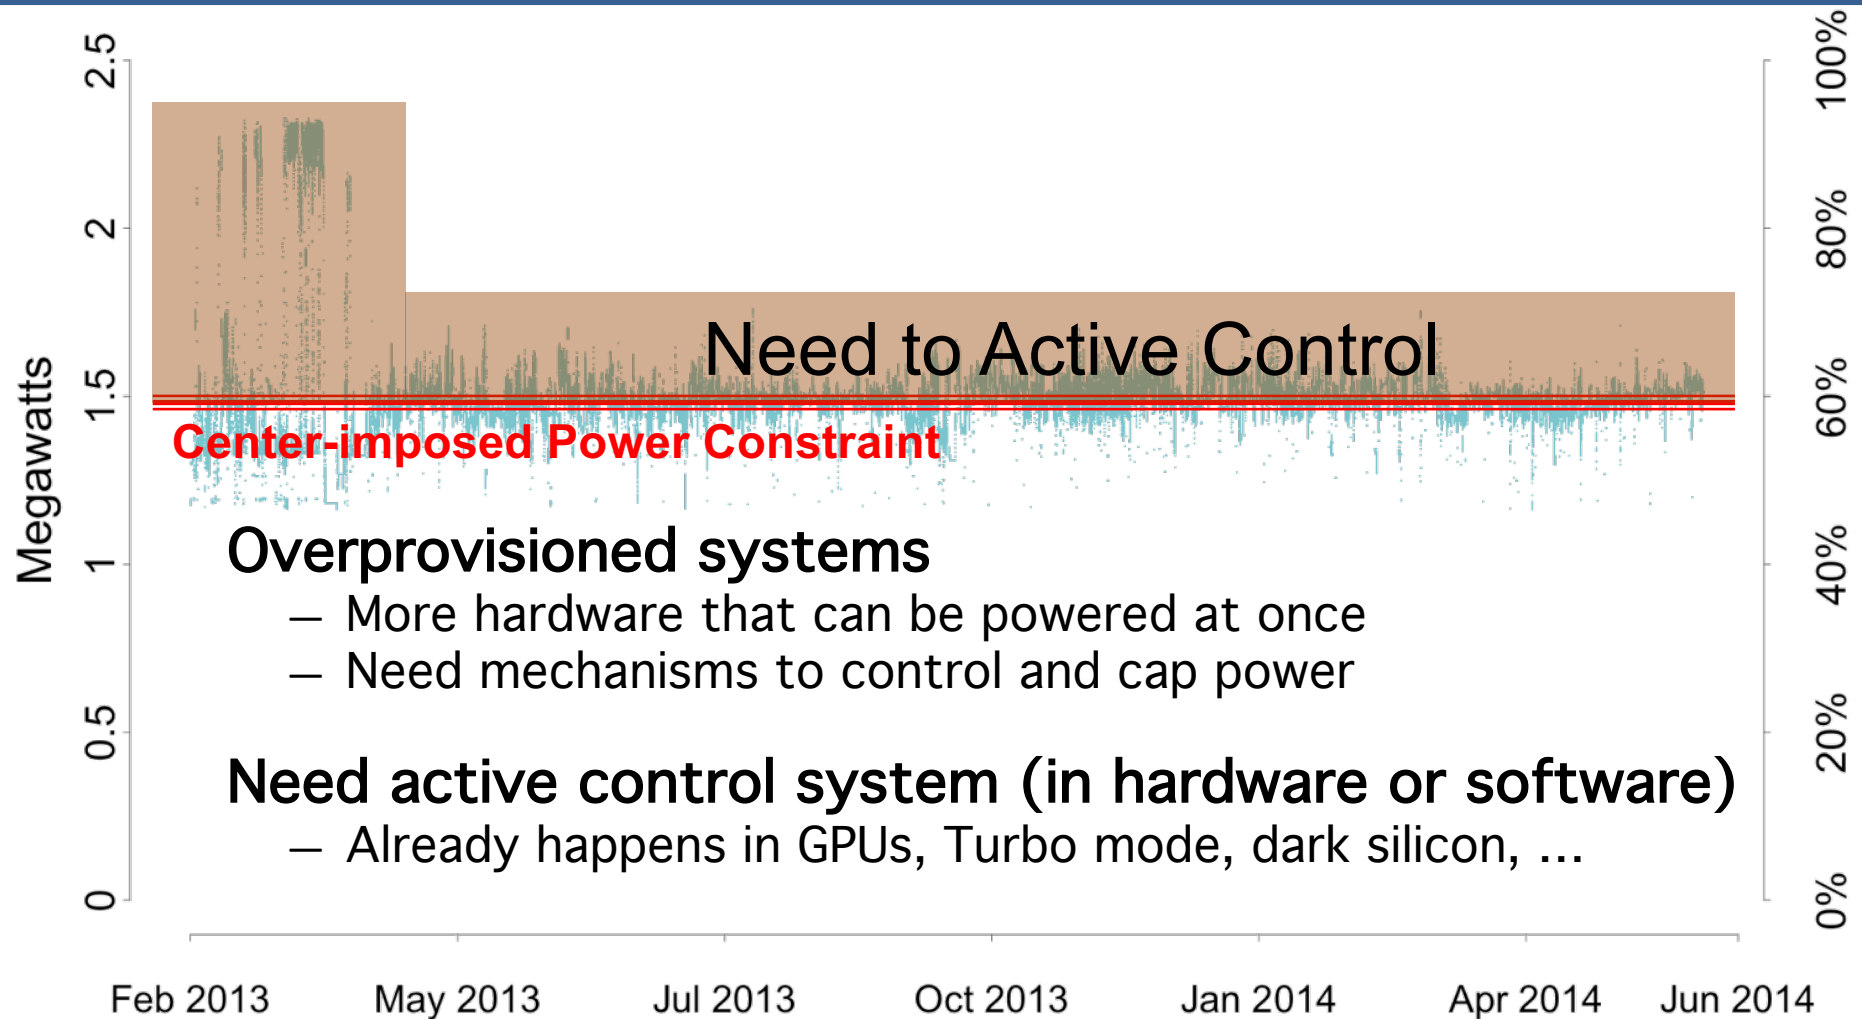 2.5
2
1.5
1
0.5
0
Megawatts
100%
80%
60%
40%
20%
0%
Need to Active Control
Center-imposed Power Constraint
Overprovisioned systems
— More hardware that can be powered at once
— Need mechanisms to control and cap power
Need active control system (in hardware or software)
— Already happens in GPUs, Turbo mode, dark silicon, ...
Feb 2013 May 2013 Jul 2013 Oct 2013 Jan 2014 Apr 2014 Jun 2014